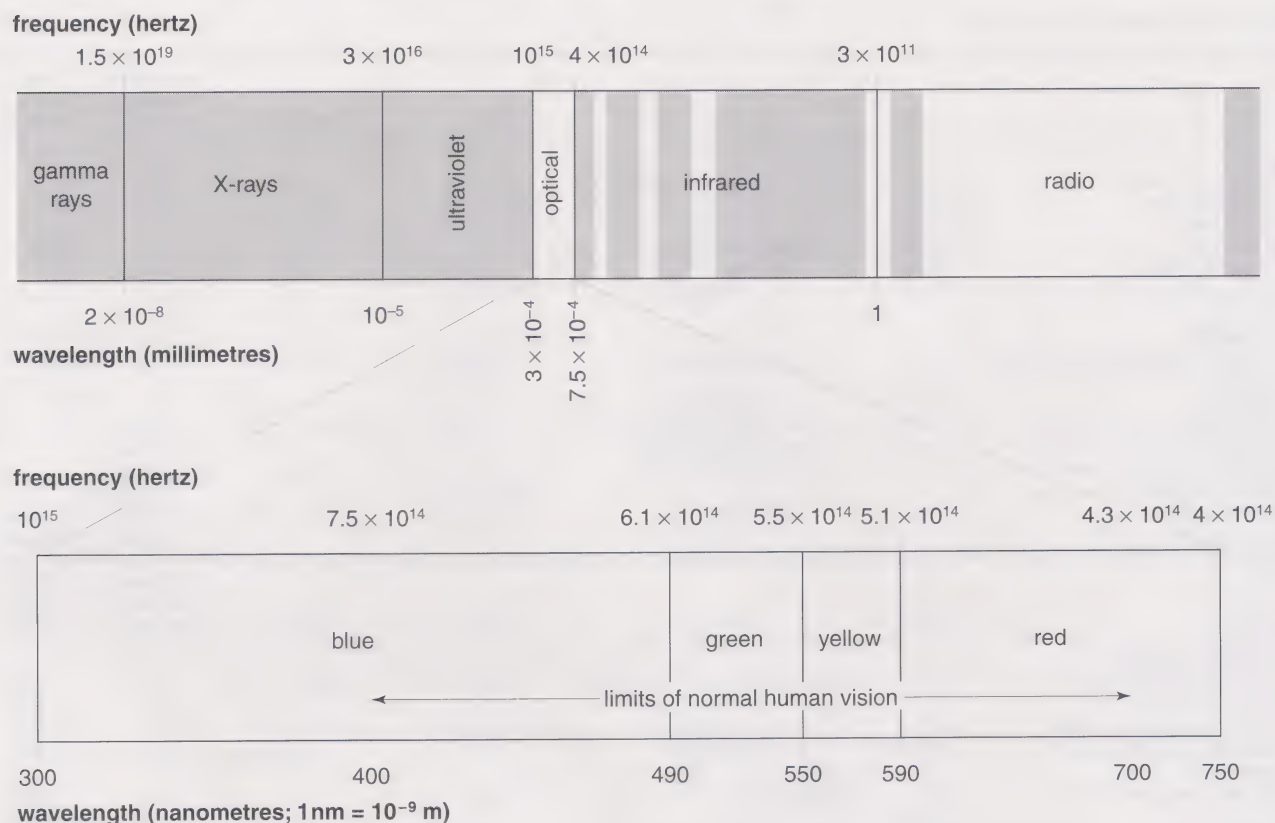 frequency (hertz)
1.5 × 10¹⁹ 3 × 10¹⁶ 10¹⁵ 4 × 10¹⁴ 3 × 10¹¹
gamma
rays
X-rays
ultraviolet
optical
infrared
radio
2 × 10⁻⁸ 10⁻⁵ 3 × 10⁻⁴ 7.5 × 10⁻⁴ 1
wavelength (millimetres)
frequency (hertz)
10¹⁵ 7.5 × 10¹⁴ 6.1 × 10¹⁴ 5.5 × 10¹⁴ 5.1 × 10¹⁴ 4.3 × 10¹⁴ 4 × 10¹⁴
blue green yellow red
limits of normal human vision
300 400 490 550 590 700 750
wavelength (nanometres; 1nm = 10⁻⁹ m)